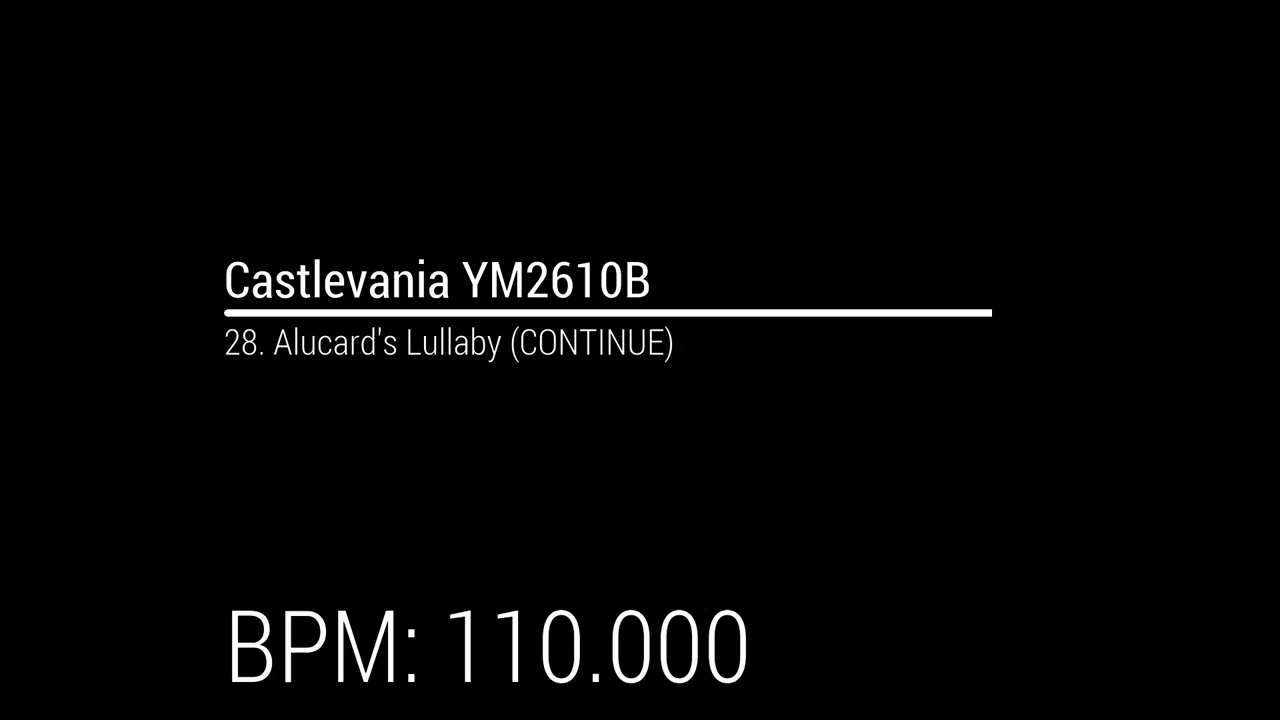 Castlevania YM2610B
28. Alucard's Lullaby (CONTINUE)
BPM: 110.000